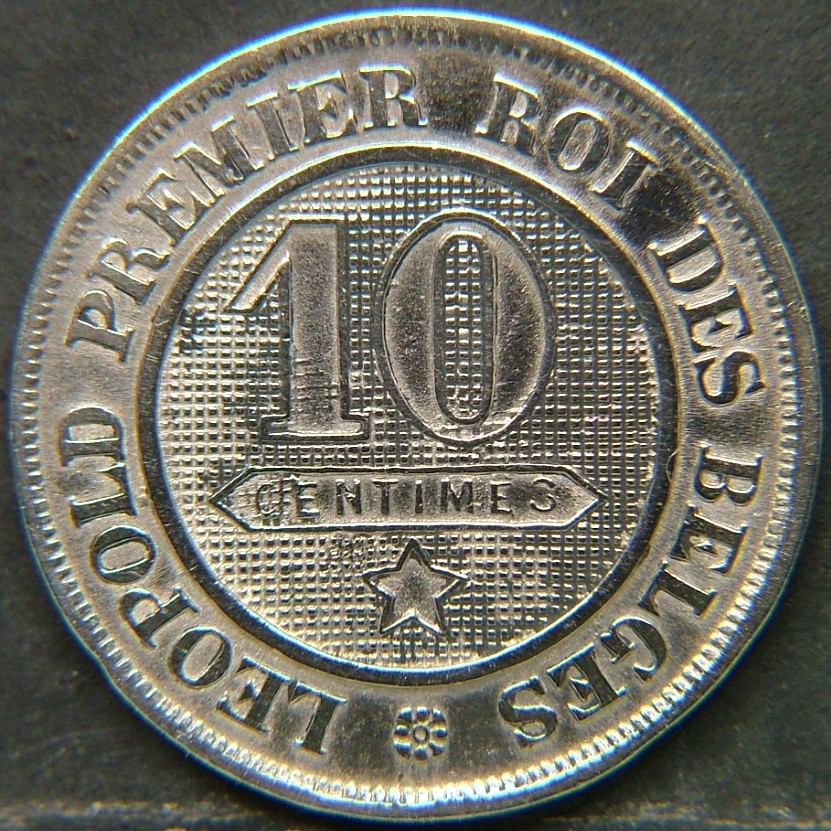 LEOPOLD PREMIER ROI DES BELGES
10
CENTIMES